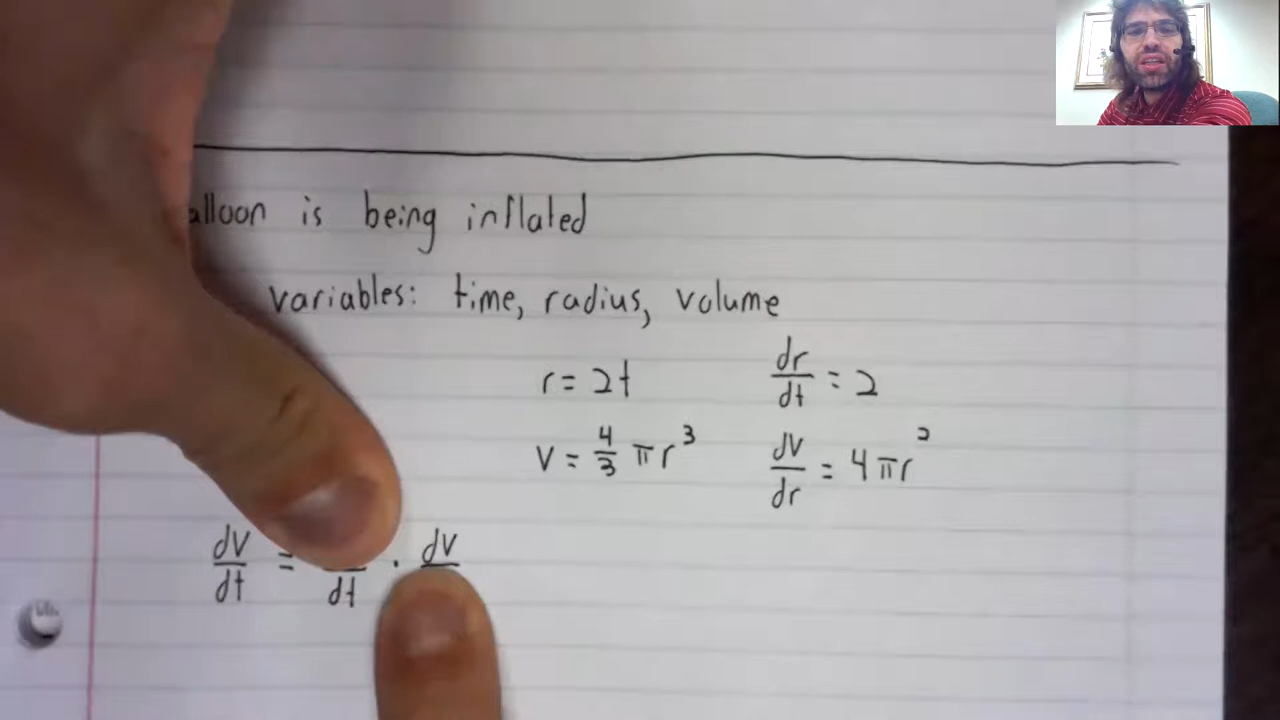 is being inflated
variables: time, radius, volume
r = 2t dr/dt = 2
V = 4/3 πr³ dV/dr = 4πr²
dV/dt = /dt · dV/